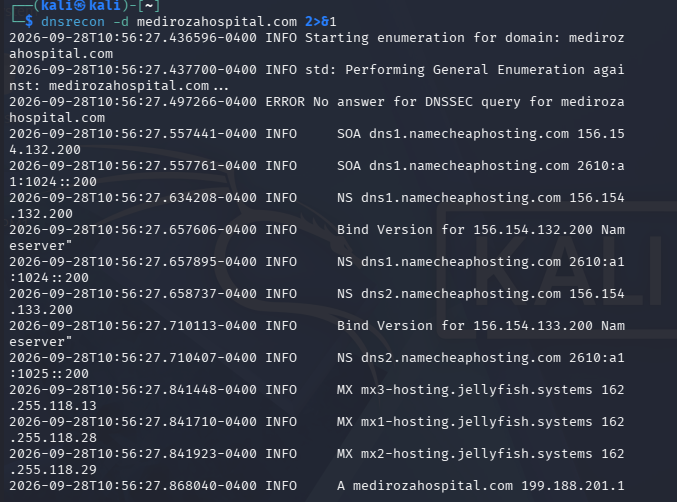 ┌──(kali㉿kali)-[~]
└─$ dnsrecon -d medirozahospital.com 2>&1
2026-09-28T10:56:27.436596-0400 INFO Starting enumeration for domain: mediroz
ahospital.com
2026-09-28T10:56:27.437700-0400 INFO std: Performing General Enumeration agai
nst: medirozahospital.com...
2026-09-28T10:56:27.497266-0400 ERROR No answer for DNSSEC query for mediroza
hospital.com
2026-09-28T10:56:27.557441-0400 INFO     SOA dns1.namecheaphosting.com 156.15
4.132.200
2026-09-28T10:56:27.557761-0400 INFO     SOA dns1.namecheaphosting.com 2610:a
1:1024::200
2026-09-28T10:56:27.634208-0400 INFO     NS dns1.namecheaphosting.com 156.154
.132.200
2026-09-28T10:56:27.657606-0400 INFO     Bind Version for 156.154.132.200 Nam
eserver"
2026-09-28T10:56:27.657895-0400 INFO     NS dns1.namecheaphosting.com 2610:a1
:1024::200
2026-09-28T10:56:27.658737-0400 INFO     NS dns2.namecheaphosting.com 156.154
.133.200
2026-09-28T10:56:27.710113-0400 INFO     Bind Version for 156.154.133.200 Nam
eserver"
2026-09-28T10:56:27.710407-0400 INFO     NS dns2.namecheaphosting.com 2610:a1
:1025::200
2026-09-28T10:56:27.841448-0400 INFO     MX mx3-hosting.jellyfish.systems 162
.255.118.13
2026-09-28T10:56:27.841710-0400 INFO     MX mx1-hosting.jellyfish.systems 162
.255.118.28
2026-09-28T10:56:27.841923-0400 INFO     MX mx2-hosting.jellyfish.systems 162
.255.118.29
2026-09-28T10:56:27.868040-0400 INFO     A medirozahospital.com 199.188.201.1
KALI